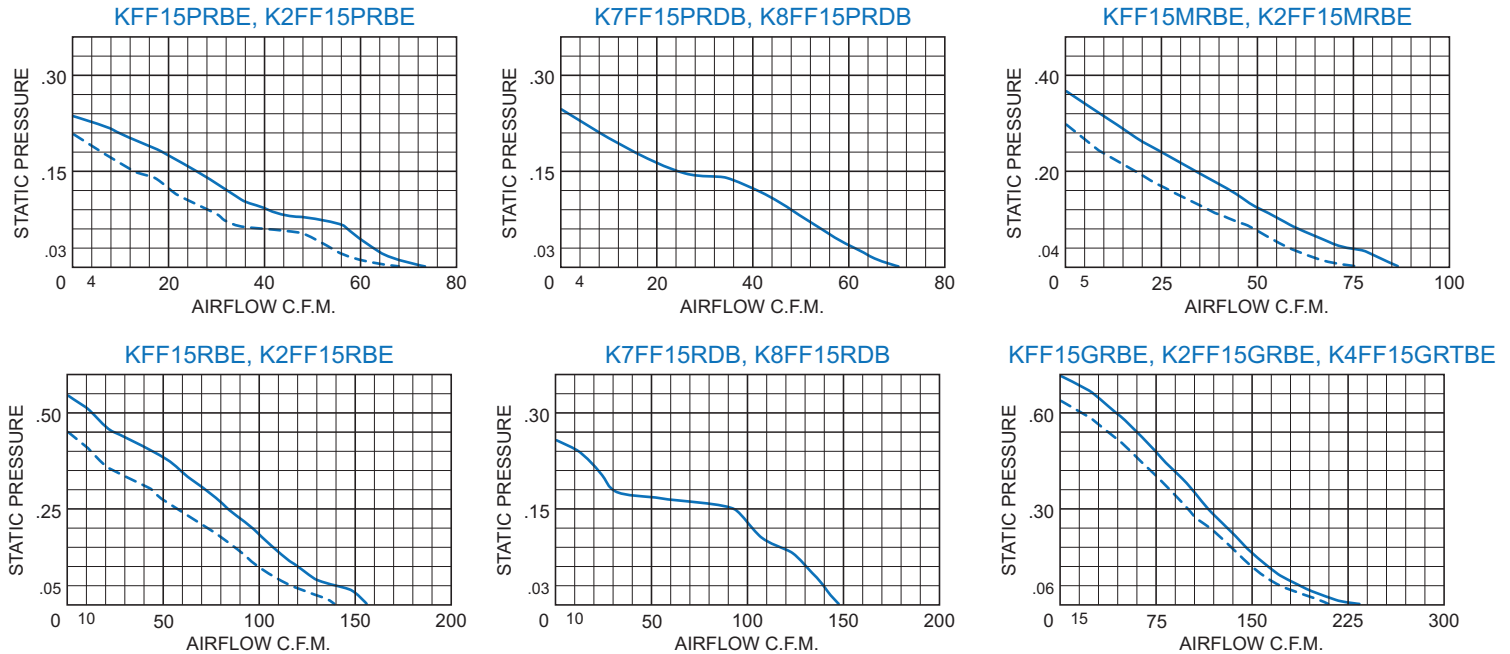 KFF15PRBE, K2FF15PRBE
STATIC PRESSURE
.30
.15
.03
0 4 20 40 60 80
AIRFLOW C.F.M.
K7FF15PRDB, K8FF15PRDB
STATIC PRESSURE
.30
.15
.03
0 4 20 40 60 80
AIRFLOW C.F.M.
KFF15MRBE, K2FF15MRBE
STATIC PRESSURE
.40
.20
.04
0 5 25 50 75 100
AIRFLOW C.F.M.
KFF15RBE, K2FF15RBE
STATIC PRESSURE
.50
.25
.05
0 10 50 100 150 200
AIRFLOW C.F.M.
K7FF15RDB, K8FF15RDB
STATIC PRESSURE
.30
.15
.03
0 10 50 100 150 200
AIRFLOW C.F.M.
KFF15GRBE, K2FF15GRBE, K4FF15GRTBE
STATIC PRESSURE
.60
.30
.06
0 15 75 150 225 300
AIRFLOW C.F.M.